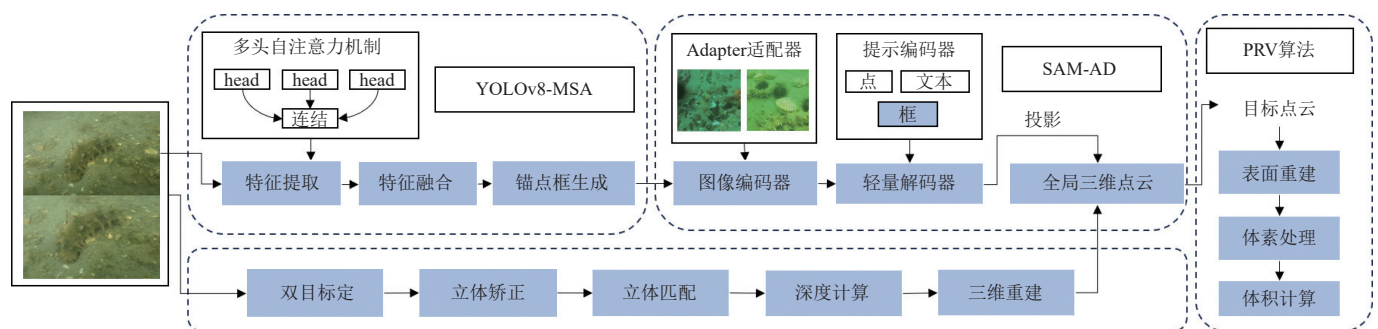 多头自注意力机制
head
head
head
连结
YOLOv8-MSA
特征提取
特征融合
锚点框生成
Adapter适配器
提示编码器
点
文本
框
SAM-AD
投影
图像编码器
轻量解码器
全局三维点云
PRV算法
目标点云
表面重建
体素处理
体积计算
双目标定
立体矫正
立体匹配
深度计算
三维重建